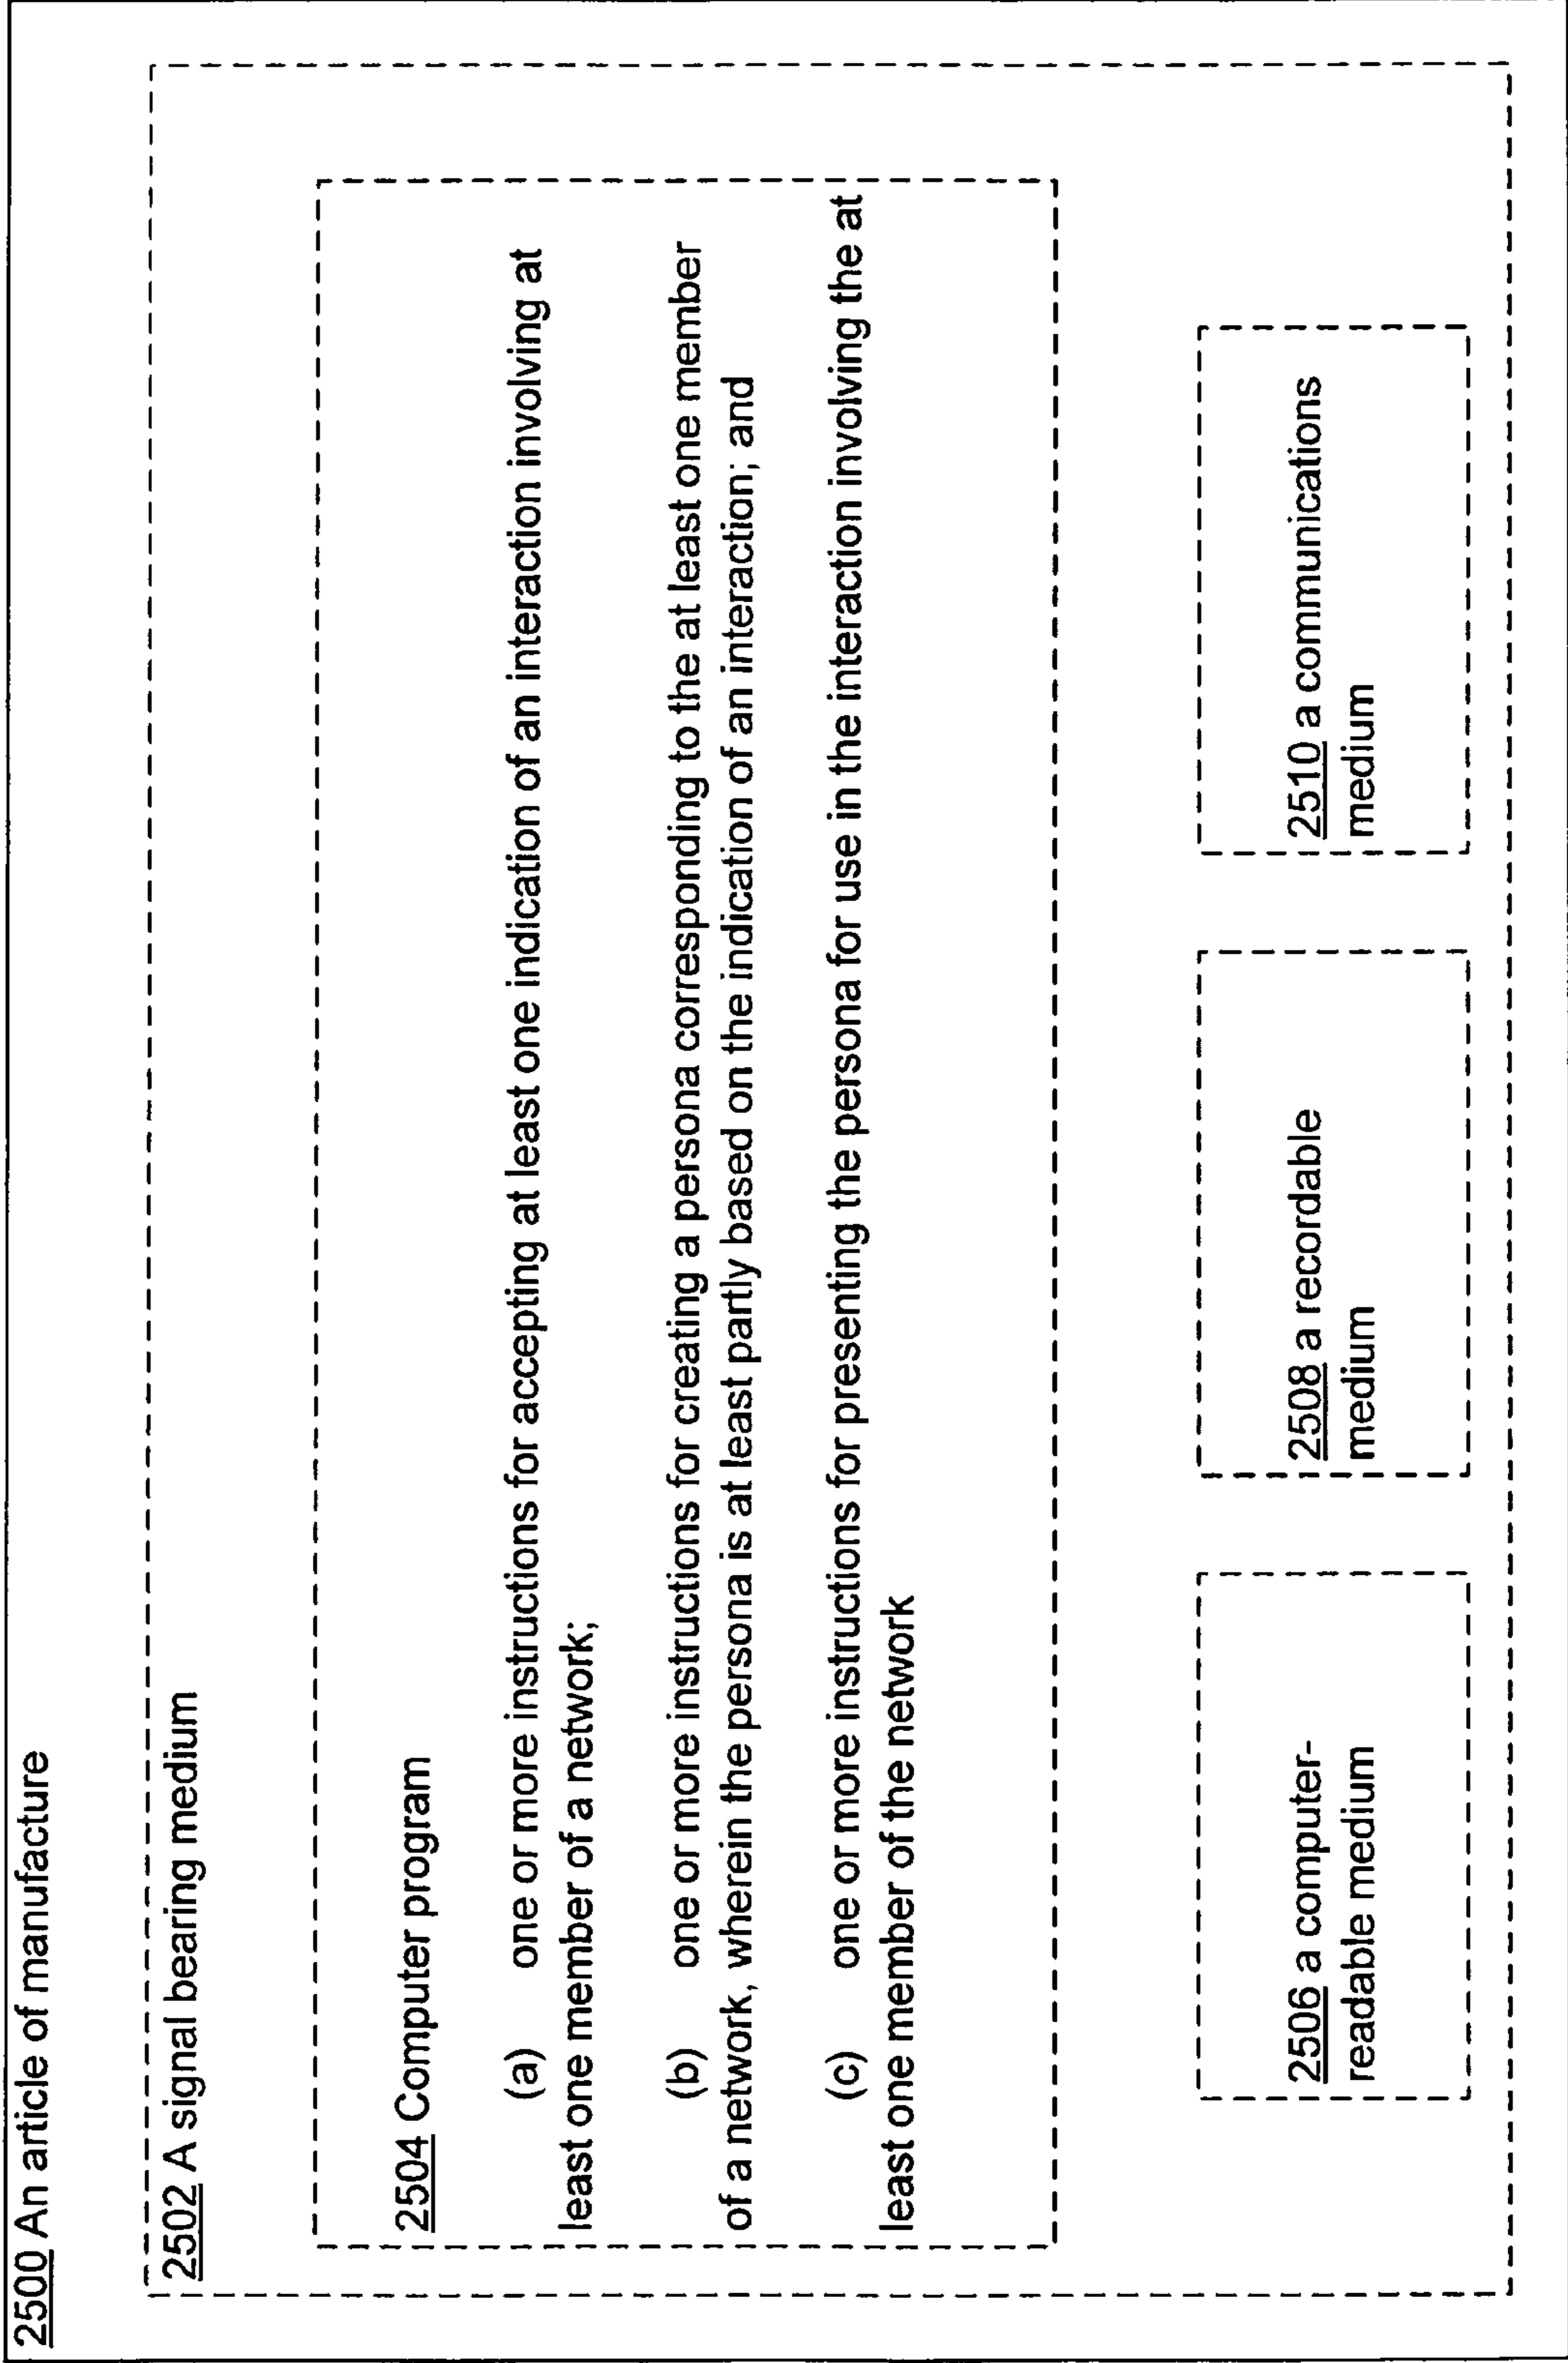 2500 An article of manufacture
2502 A signal bearing medium
2504 Computer program
(a) one or more instructions for accepting at least one indication of an interaction involving at
least one member of a network;
(b) one or more instructions for creating a persona corresponding to the at least one member
of a network, wherein the persona is at least partly based on the indication of an interaction; and
(c) one or more instructions for presenting the persona for use in the interaction involving the at
least one member of the network
2506 a computer-
readable medium
2508 a recordable
medium
2510 a communications
medium